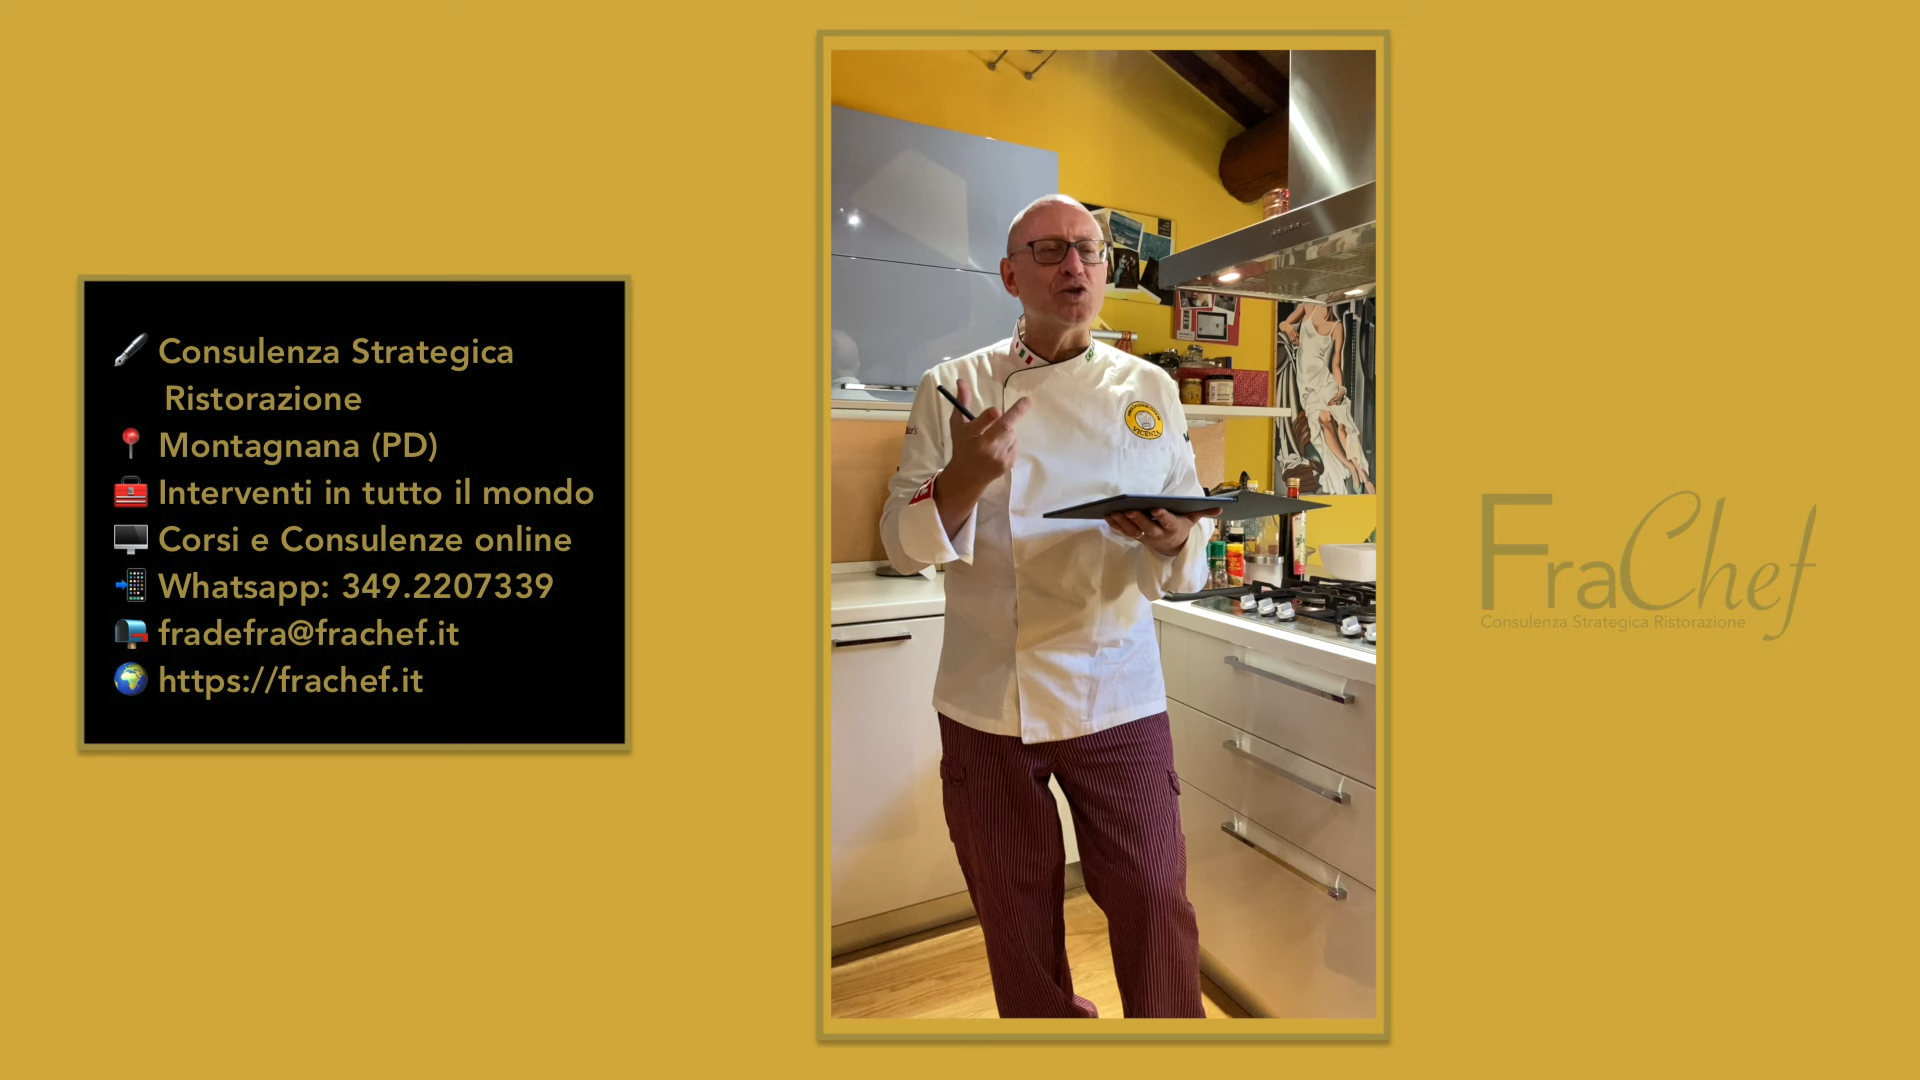 Consulenza Strategica
Ristorazione
Montagnana (PD)
Interventi in tutto il mondo
Corsi e Consulenze online
Whatsapp: 349.2207339
fradefra@frachef.it
https://frachef.it
VICENZA
FraChef
Consulenza Strategica Ristorazione